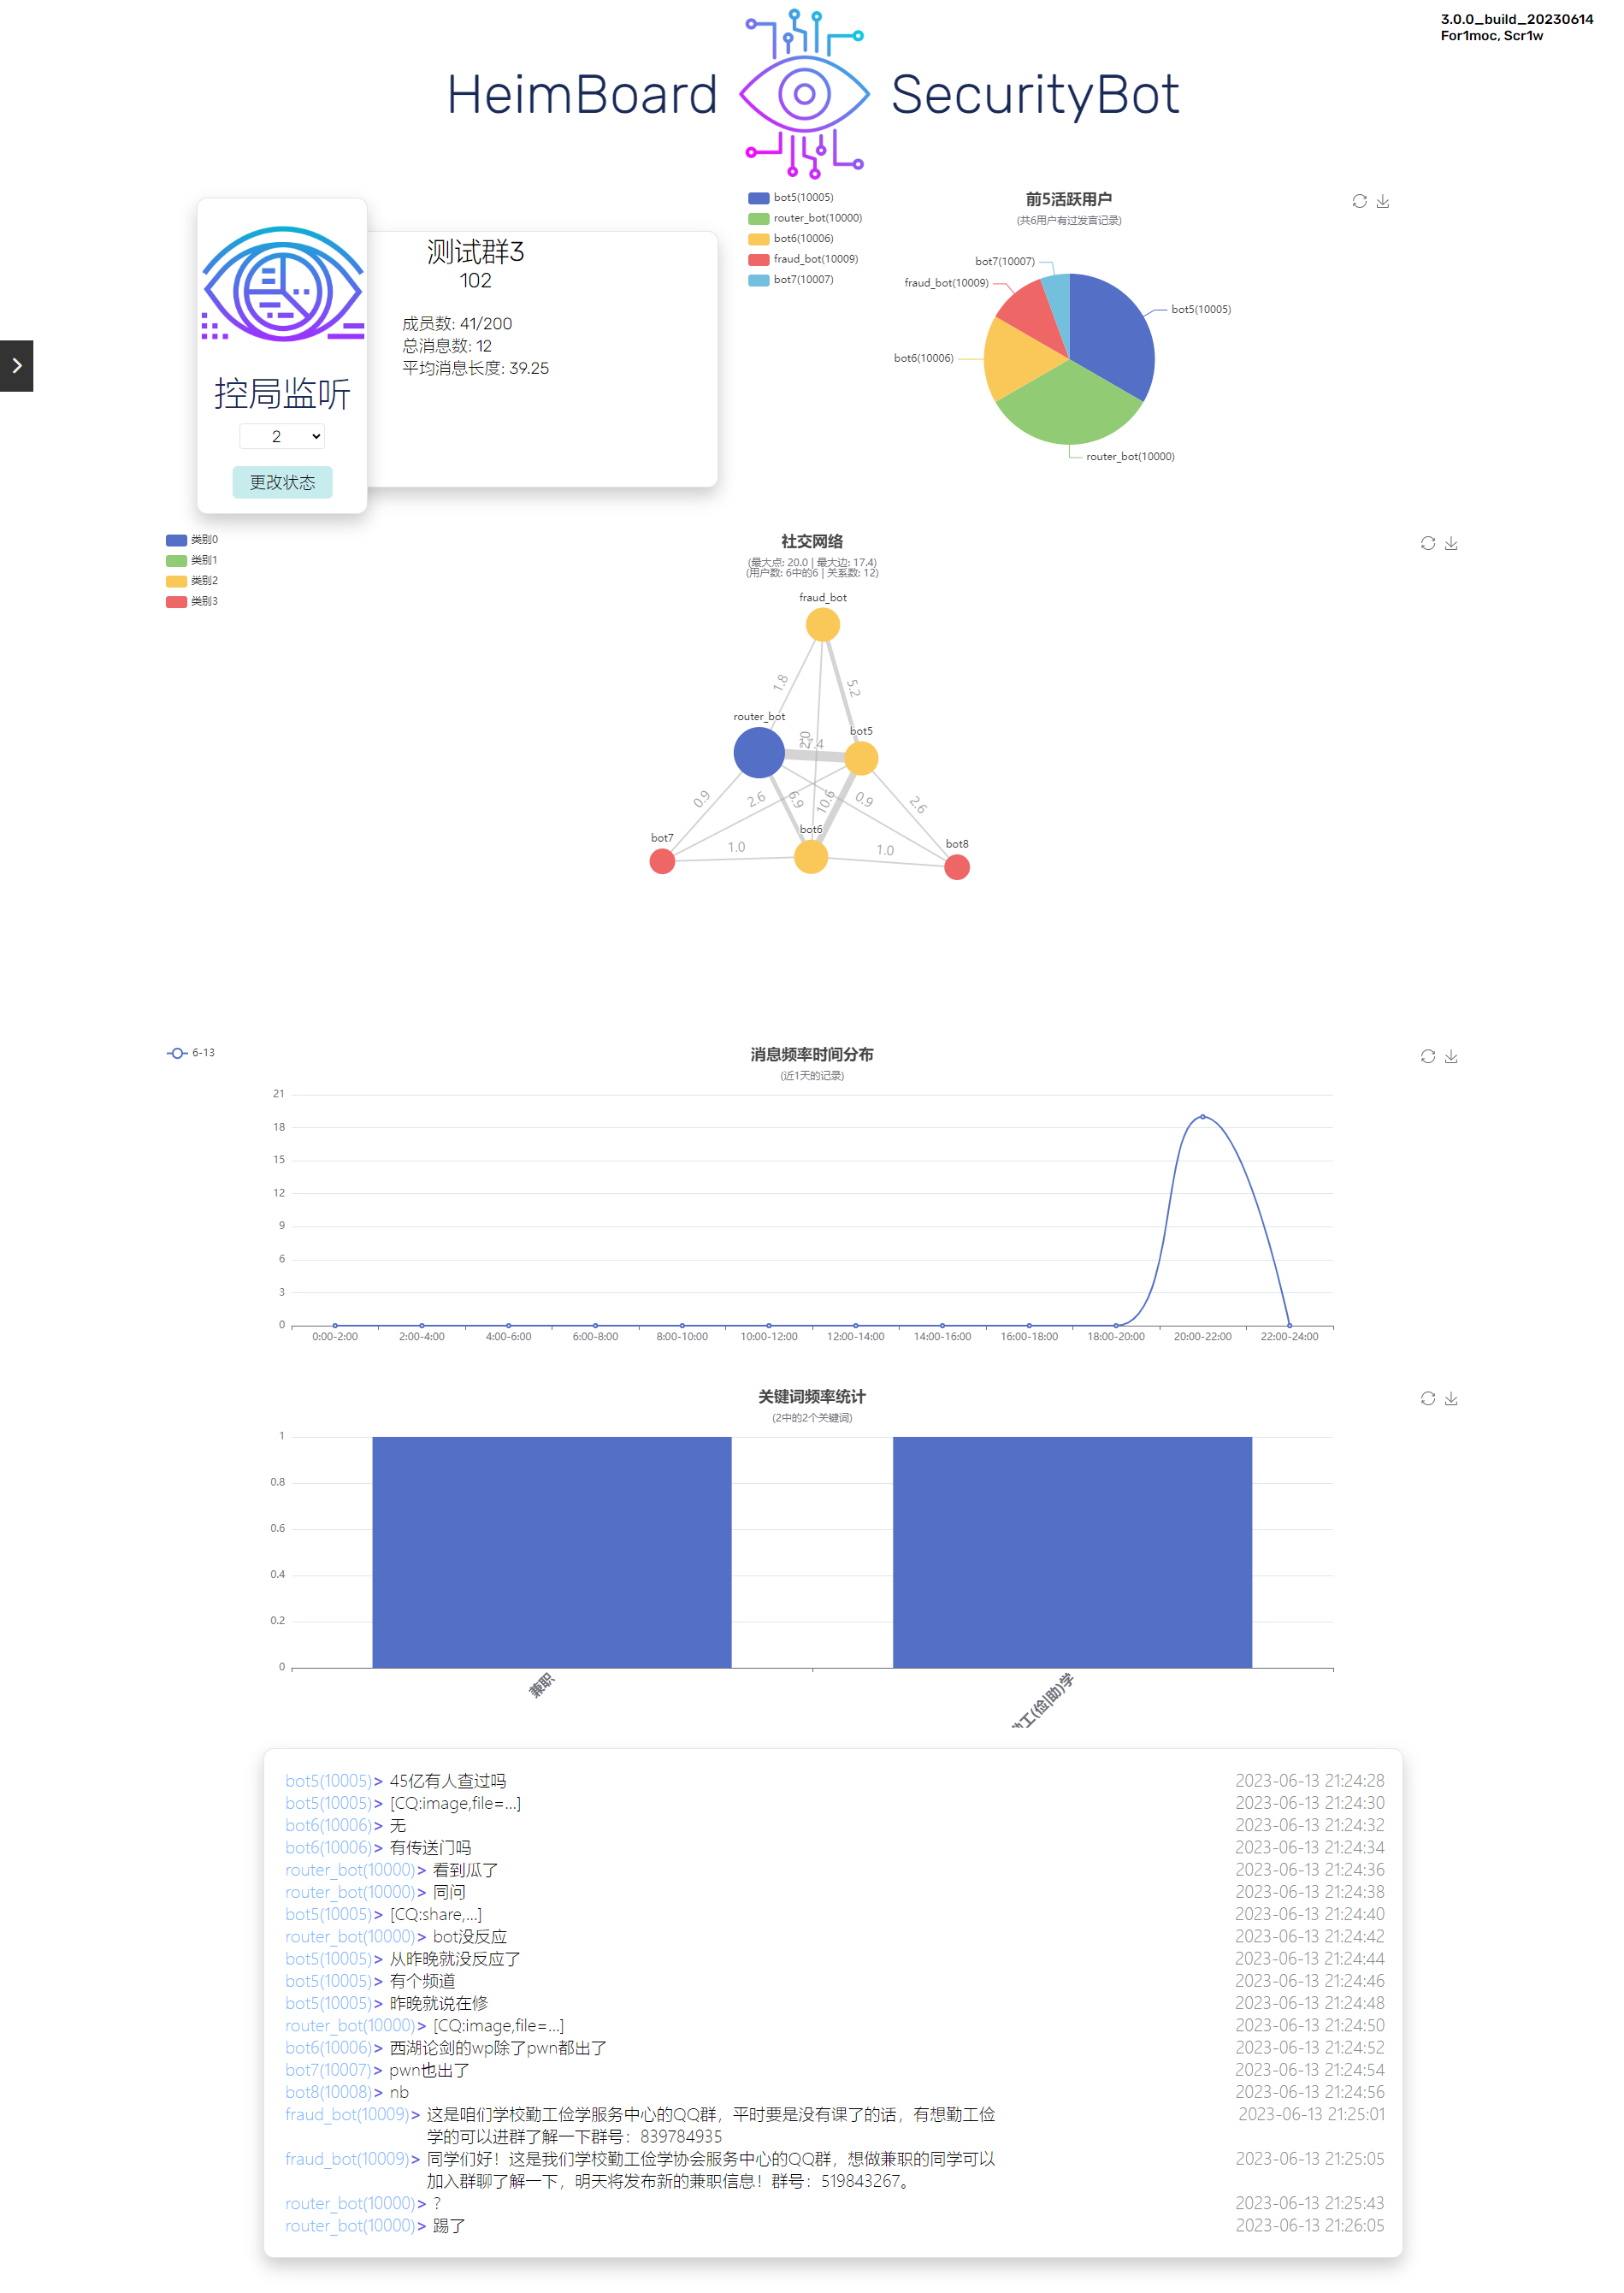 3.0.0_build_20230614
For1moc, Scr1w
HeimBoard SecurityBot
控局监听
2
更改状态
测试群3
102
成员数: 41/200
总消息数: 12
平均消息长度: 39.25
bot5(10005)
router_bot(10000)
bot6(10006)
fraud_bot(10009)
bot7(10007)
前5活跃用户
(共6用户有过发言记录)
bot7(10007)
fraud_bot(10009)
bot5(10005)
bot6(10006)
router_bot(10000)
类别0
类别1
类别2
类别3
社交网络
(最大点: 20.0 | 最大边: 17.4)
(用户数: 6中的6 | 关系数: 12)
fraud_bot
1.8
5.2
router_bot
bot5
2.0
0.9
2.6
6.9
10.6
0.9
2.6
bot6
bot7
1.0
1.0
bot8
6-13
消息频率时间分布
(近1天的记录)
21
18
15
12
9
6
3
0
0:00-2:00 2:00-4:00 4:00-6:00 6:00-8:00 8:00-10:00 10:00-12:00 12:00-14:00 14:00-16:00 16:00-18:00 18:00-20:00 20:00-22:00 22:00-24:00
关键词频率统计
(2中的2个关键词)
1
0.8
0.6
0.4
0.2
0
兼职
工(俭|助)学
bot5(10005)> 45亿有人查过吗 2023-06-13 21:24:28
bot5(10005)> [CQ:image,file=...] 2023-06-13 21:24:30
bot6(10006)> 无 2023-06-13 21:24:32
bot6(10006)> 有传送门吗 2023-06-13 21:24:34
router_bot(10000)> 看到瓜了 2023-06-13 21:24:36
router_bot(10000)> 同问 2023-06-13 21:24:38
bot5(10005)> [CQ:share,...] 2023-06-13 21:24:40
router_bot(10000)> bot没反应 2023-06-13 21:24:42
bot5(10005)> 从昨晚就没反应了 2023-06-13 21:24:44
bot5(10005)> 有个频道 2023-06-13 21:24:46
bot5(10005)> 昨晚就说在修 2023-06-13 21:24:48
router_bot(10000)> [CQ:image,file=...] 2023-06-13 21:24:50
bot6(10006)> 西湖论剑的wp除了pwn都出了 2023-06-13 21:24:52
bot7(10007)> pwn也出了 2023-06-13 21:24:54
bot8(10008)> nb 2023-06-13 21:24:56
fraud_bot(10009)> 这是咱们学校勤工俭学服务中心的QQ群，平时要是没有课了的话，有想勤工俭 2023-06-13 21:25:01
学的可以进群了解一下群号：839784935
fraud_bot(10009)> 同学们好！这是我们学校勤工俭学协会服务中心的QQ群，想做兼职的同学可以 2023-06-13 21:25:05
加入群聊了解一下，明天将发布新的兼职信息！群号：519843267。
router_bot(10000)> ? 2023-06-13 21:25:43
router_bot(10000)> 踢了 2023-06-13 21:26:05